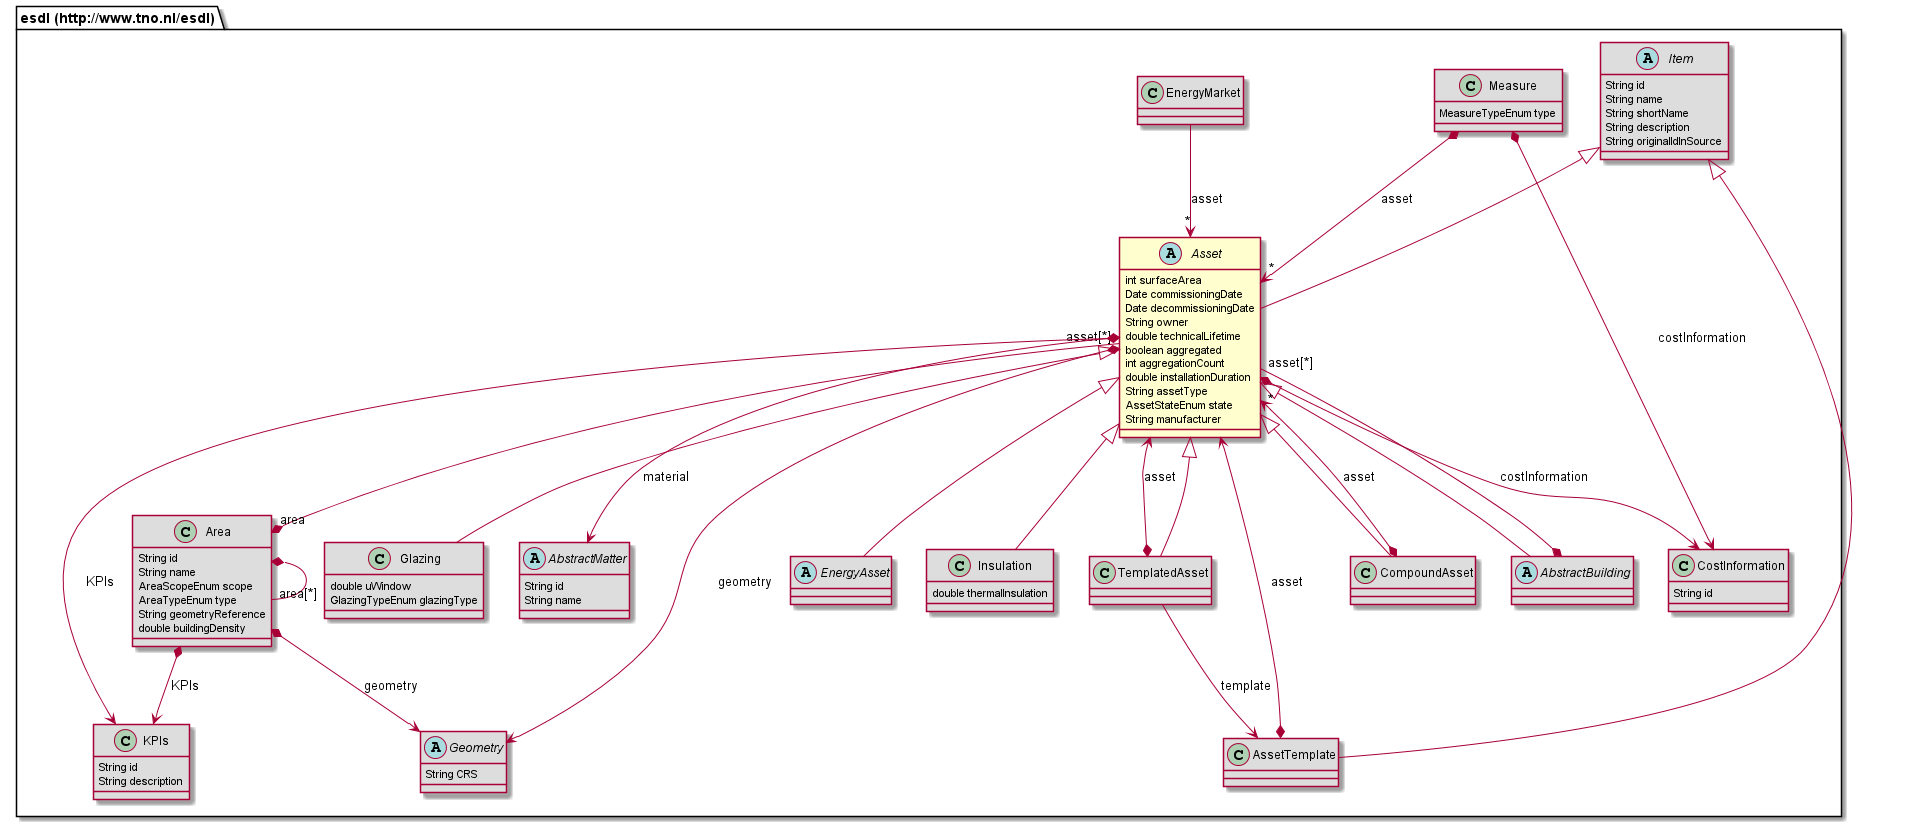 esdl (http://www.tno.nl/esdl)
A Item
String id
String name
String shortName
String description
String originalIdInSource
C Measure
MeasureTypeEnum type
C EnergyMarket
asset
*
asset
*
costInformation
A Asset
int surfaceArea
Date commissioningDate
Date decommissioningDate
String owner
double technicalLifetime
boolean aggregated
int aggregationCount
double installationDuration
String assetType
AssetStateEnum state
String manufacturer
asset[*]
asset[*]
*
material
asset
asset
costInformation
area
C Area
String id
String name
AreaScopeEnum scope
AreaTypeEnum type
String geometryReference
double buildingDensity
area[*]
C Glazing
double uWindow
GlazingTypeEnum glazingType
A AbstractMatter
String id
String name
A EnergyAsset
C Insulation
double thermalInsulation
C TemplatedAsset
C CompoundAsset
A AbstractBuilding
C CostInformation
String id
KPIs
geometry
asset
KPIs
geometry
template
C KPIs
String id
String description
A Geometry
String CRS
C AssetTemplate